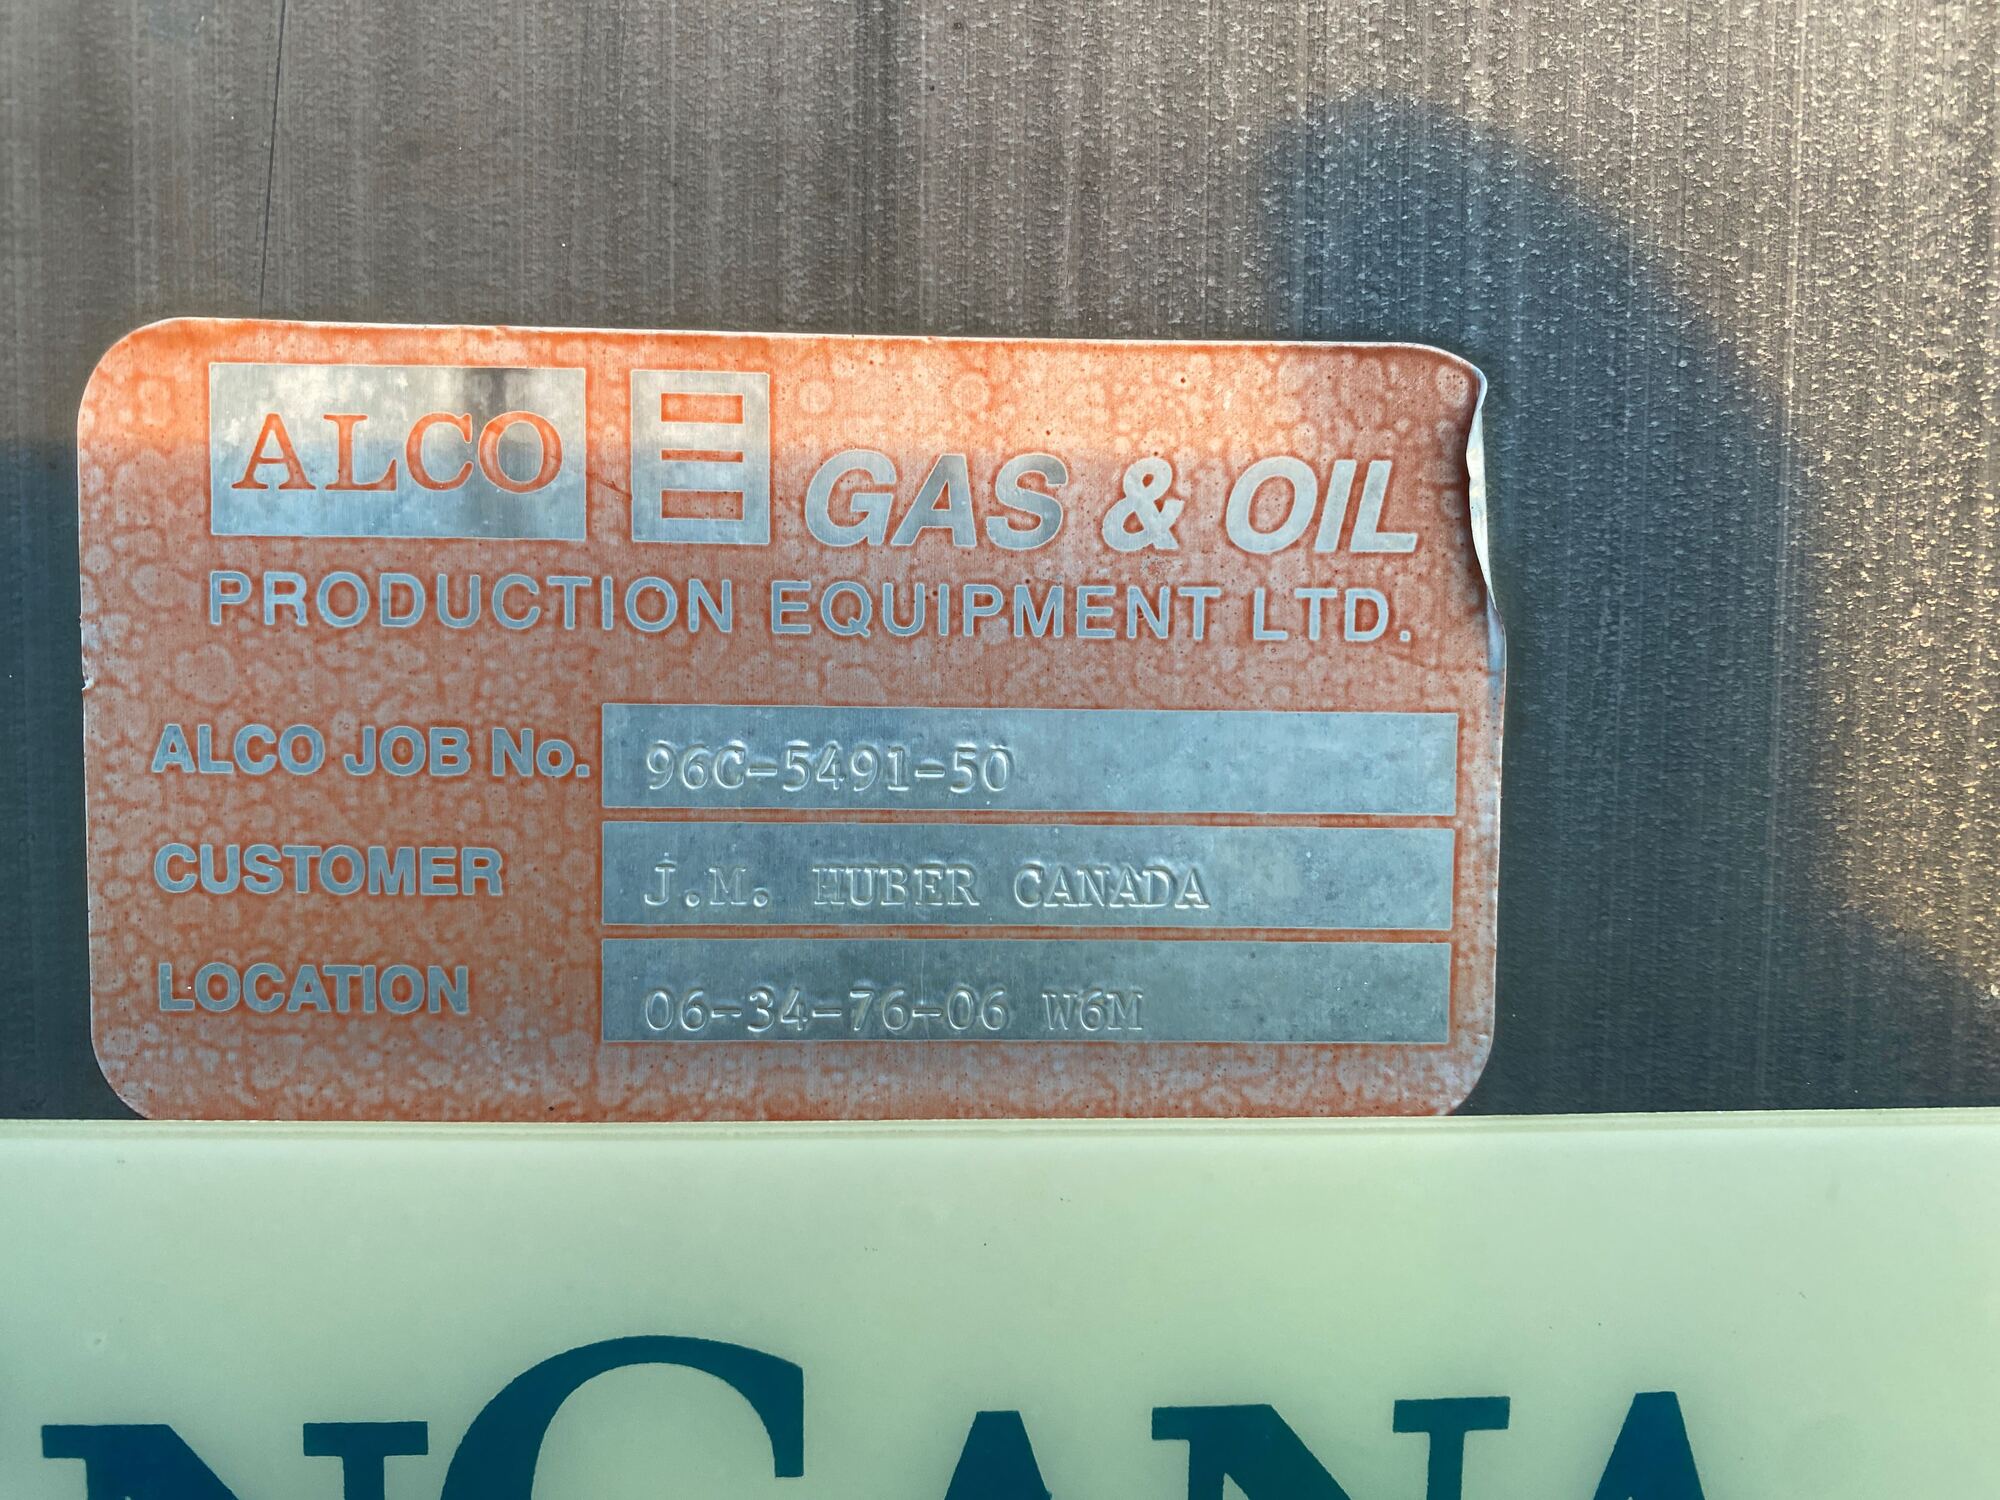 ALCO GAS & OIL
PRODUCTION EQUIPMENT LTD.
ALCO JOB No. 96C-5491-50
CUSTOMER J.M. HUBER CANADA
LOCATION 06-34-76-06 W6M
NCANA